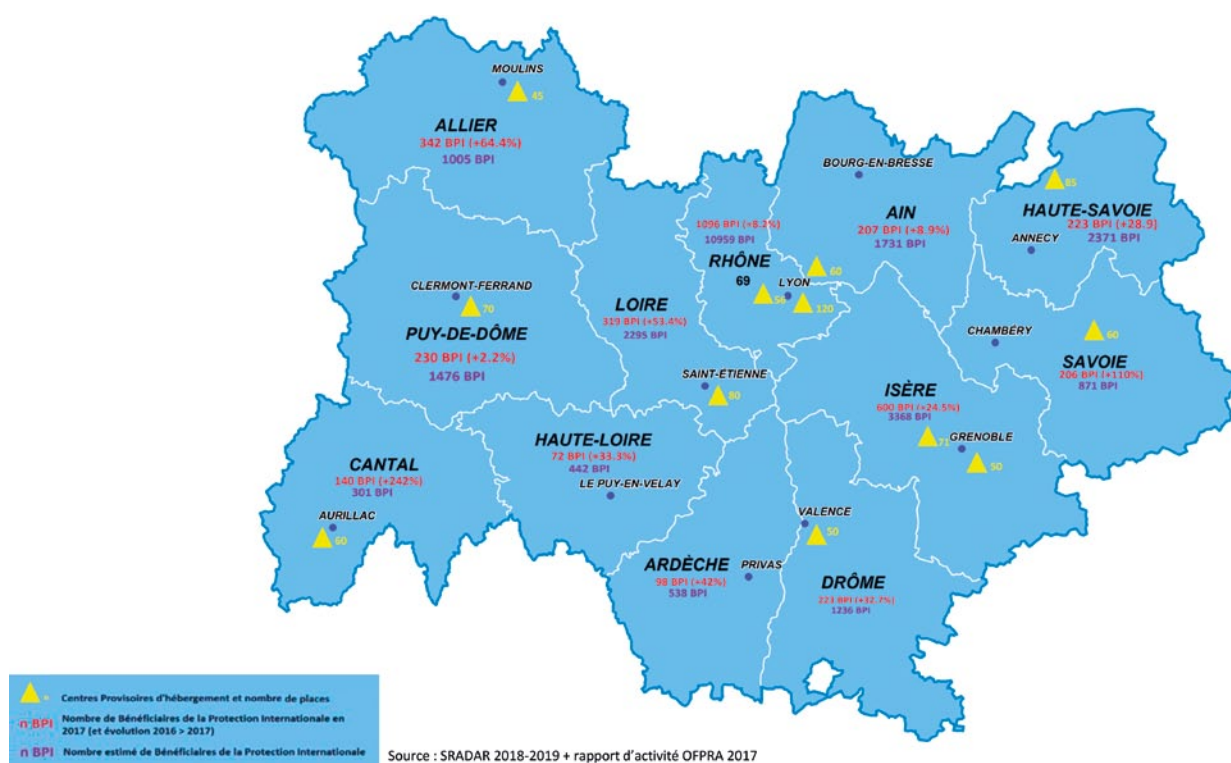 MOULINS
45
ALLIER
342 BPI (+64.4%)
1005 BPI
BOURG-EN-BRESSE
AIN
207 BPI (+8.9%)
1731 BPI
60
85
HAUTE-SAVOIE
223 BPI (+28.9)
2371 BPI
ANNECY
1096 BPI (+8.2%)
10959 BPI
RHÔNE
69
LYON
56
120
CLERMONT-FERRAND
70
PUY-DE-DÔME
230 BPI (+2.2%)
1476 BPI
LOIRE
319 BPI (+53.4%)
2295 BPI
SAINT-ÉTIENNE
80
CHAMBÉRY
60
SAVOIE
206 BPI (+110%)
871 BPI
ISÈRE
600 BPI (+24.5%)
3368 BPI
71
GRENOBLE
50
HAUTE-LOIRE
72 BPI (+33.3%)
442 BPI
LE PUY-EN-VELAY
CANTAL
140 BPI (+242%)
301 BPI
AURILLAC
60
VALENCE
50
ARDÈCHE
98 BPI (+42%)
538 BPI
PRIVAS
DRÔME
223 BPI (+32.7%)
1236 BPI
= Centres Provisoires d'hébergement et nombre de places
n BPI Nombre de Bénéficiaires de la Protection Internationale en
2017 (et évolution 2016 > 2017)
n BPI Nombre estimé de Bénéficiaires de la Protection Internationale
Source : SRADAR 2018-2019 + rapport d'activité OFPRA 2017